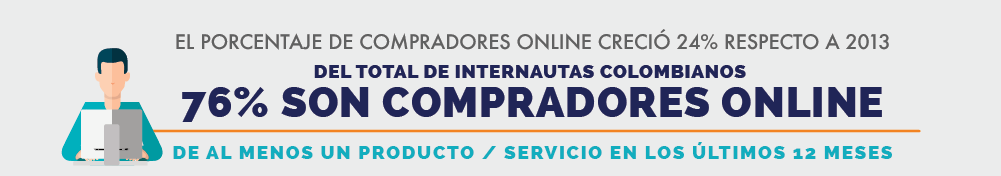 EL PORCENTAJE DE COMPRADORES ONLINE CRECIÓ 24% RESPECTO A 2013
DEL TOTAL DE INTERNAUTAS COLOMBIANOS
76% SON COMPRADORES ONLINE
DE AL MENOS UN PRODUCTO / SERVICIO EN LOS ÚLTIMOS 12 MESES